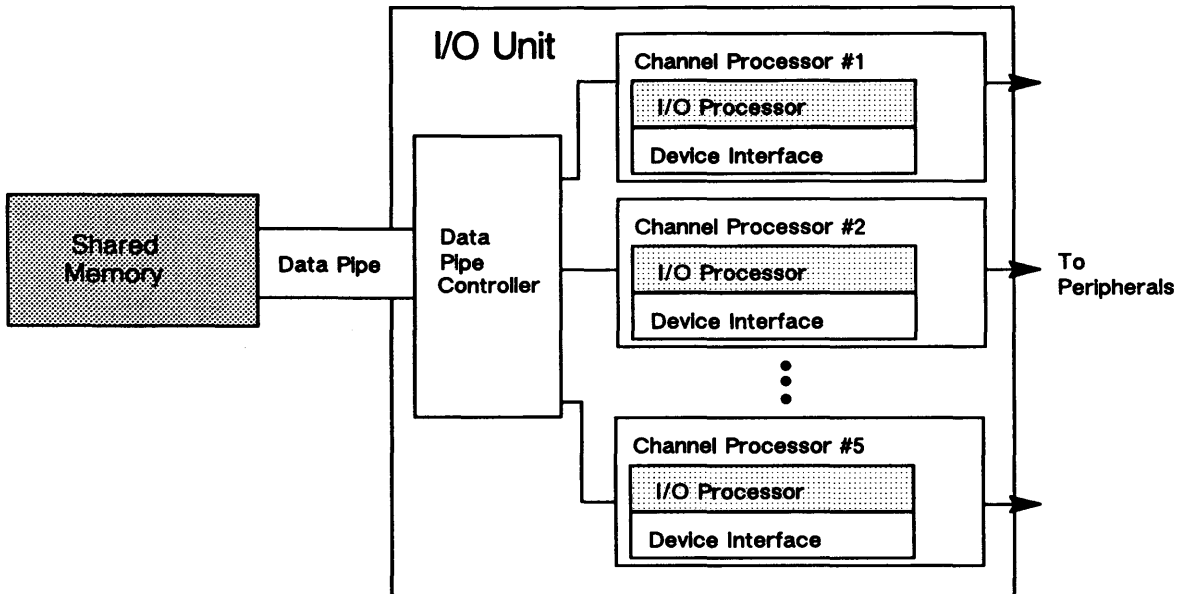 I/O Unit
Channel Processor #1
I/O Processor
Device Interface
Shared
Memory
Data Pipe
Data
Pipe
Controller
Channel Processor #2
I/O Processor
Device Interface
To
Peripherals
Channel Processor #5
I/O Processor
Device Interface